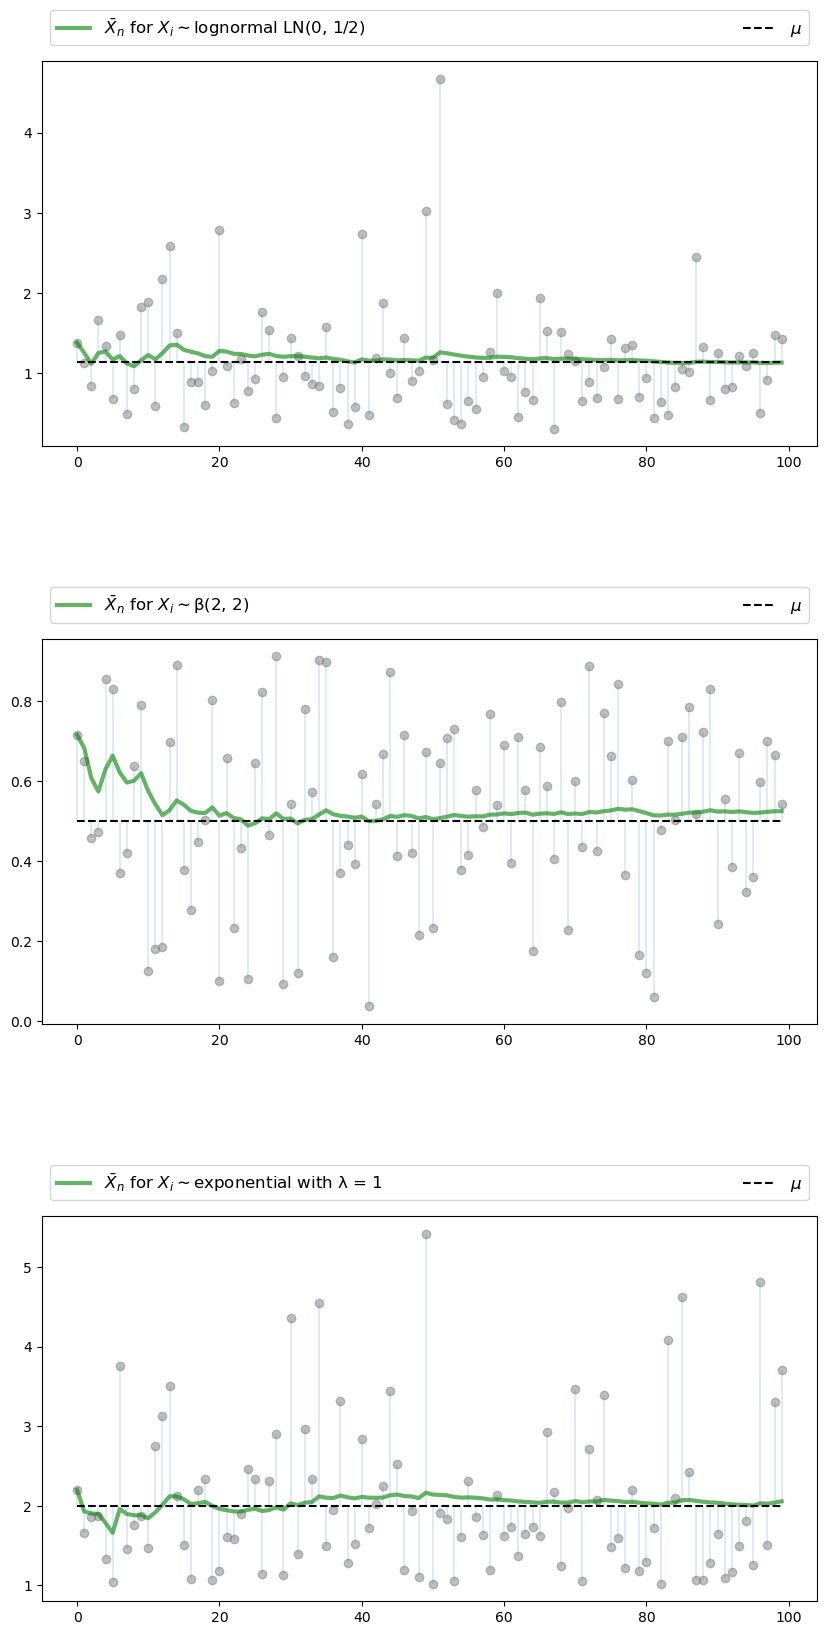 X̄ₙ for Xᵢ ∼ lognormal LN(0, 1/2) μ
4
3
2
1
0 20 40 60 80 100
X̄ₙ for Xᵢ ∼ β(2, 2) μ
0.8
0.6
0.4
0.2
0.0
0 20 40 60 80 100
X̄ₙ for Xᵢ ∼ exponential with λ = 1 μ
5
4
3
2
1
0 20 40 60 80 100